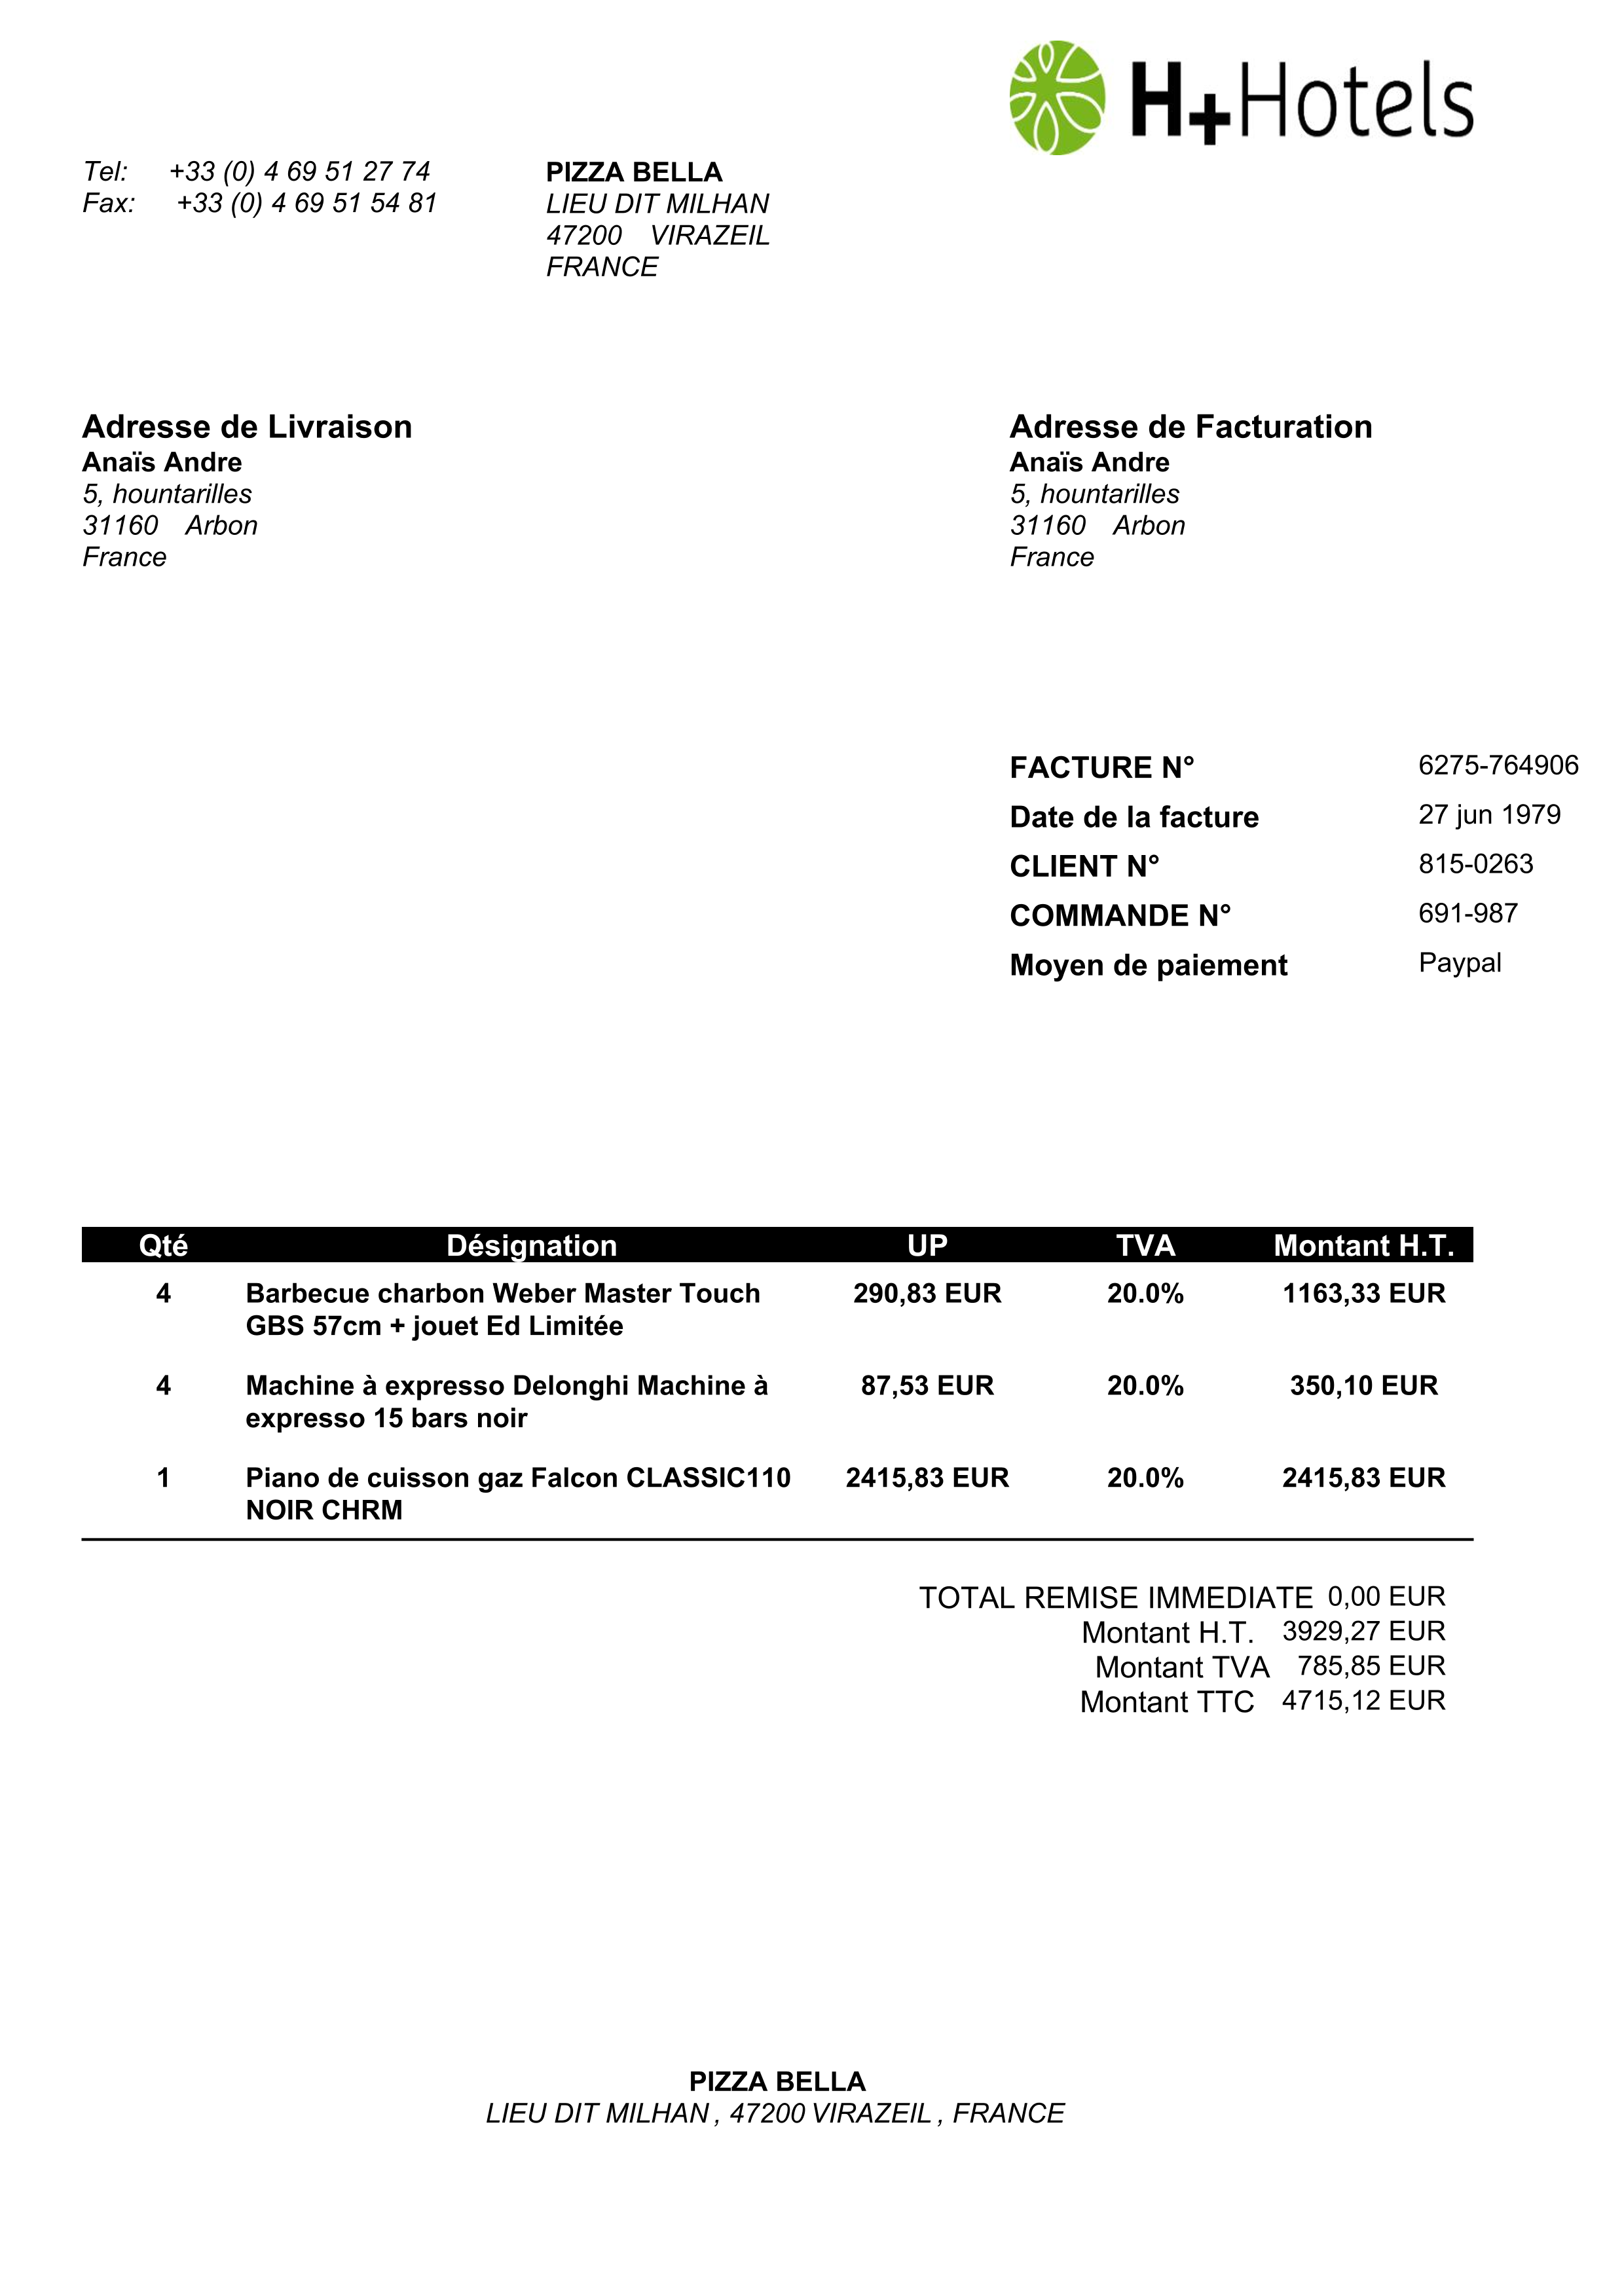 H+Hotels
Tel: +33 (0) 4 69 51 27 74
Fax: +33 (0) 4 69 51 54 81
PIZZA BELLA
LIEU DIT MILHAN
47200 VIRAZEIL
FRANCE
Adresse de Livraison
Anaïs Andre
5, hountarilles
31160 Arbon
France
Adresse de Facturation
Anaïs Andre
5, hountarilles
31160 Arbon
France
FACTURE N° 6275-764906
Date de la facture 27 jun 1979
CLIENT N° 815-0263
COMMANDE N° 691-987
Moyen de paiement Paypal
Qté Désignation UP TVA Montant H.T.
4 Barbecue charbon Weber Master Touch 290,83 EUR 20.0% 1163,33 EUR
GBS 57cm + jouet Ed Limitée
4 Machine à expresso Delonghi Machine à 87,53 EUR 20.0% 350,10 EUR
expresso 15 bars noir
1 Piano de cuisson gaz Falcon CLASSIC110 2415,83 EUR 20.0% 2415,83 EUR
NOIR CHRM
TOTAL REMISE IMMEDIATE 0,00 EUR
Montant H.T. 3929,27 EUR
Montant TVA 785,85 EUR
Montant TTC 4715,12 EUR
PIZZA BELLA
LIEU DIT MILHAN , 47200 VIRAZEIL , FRANCE